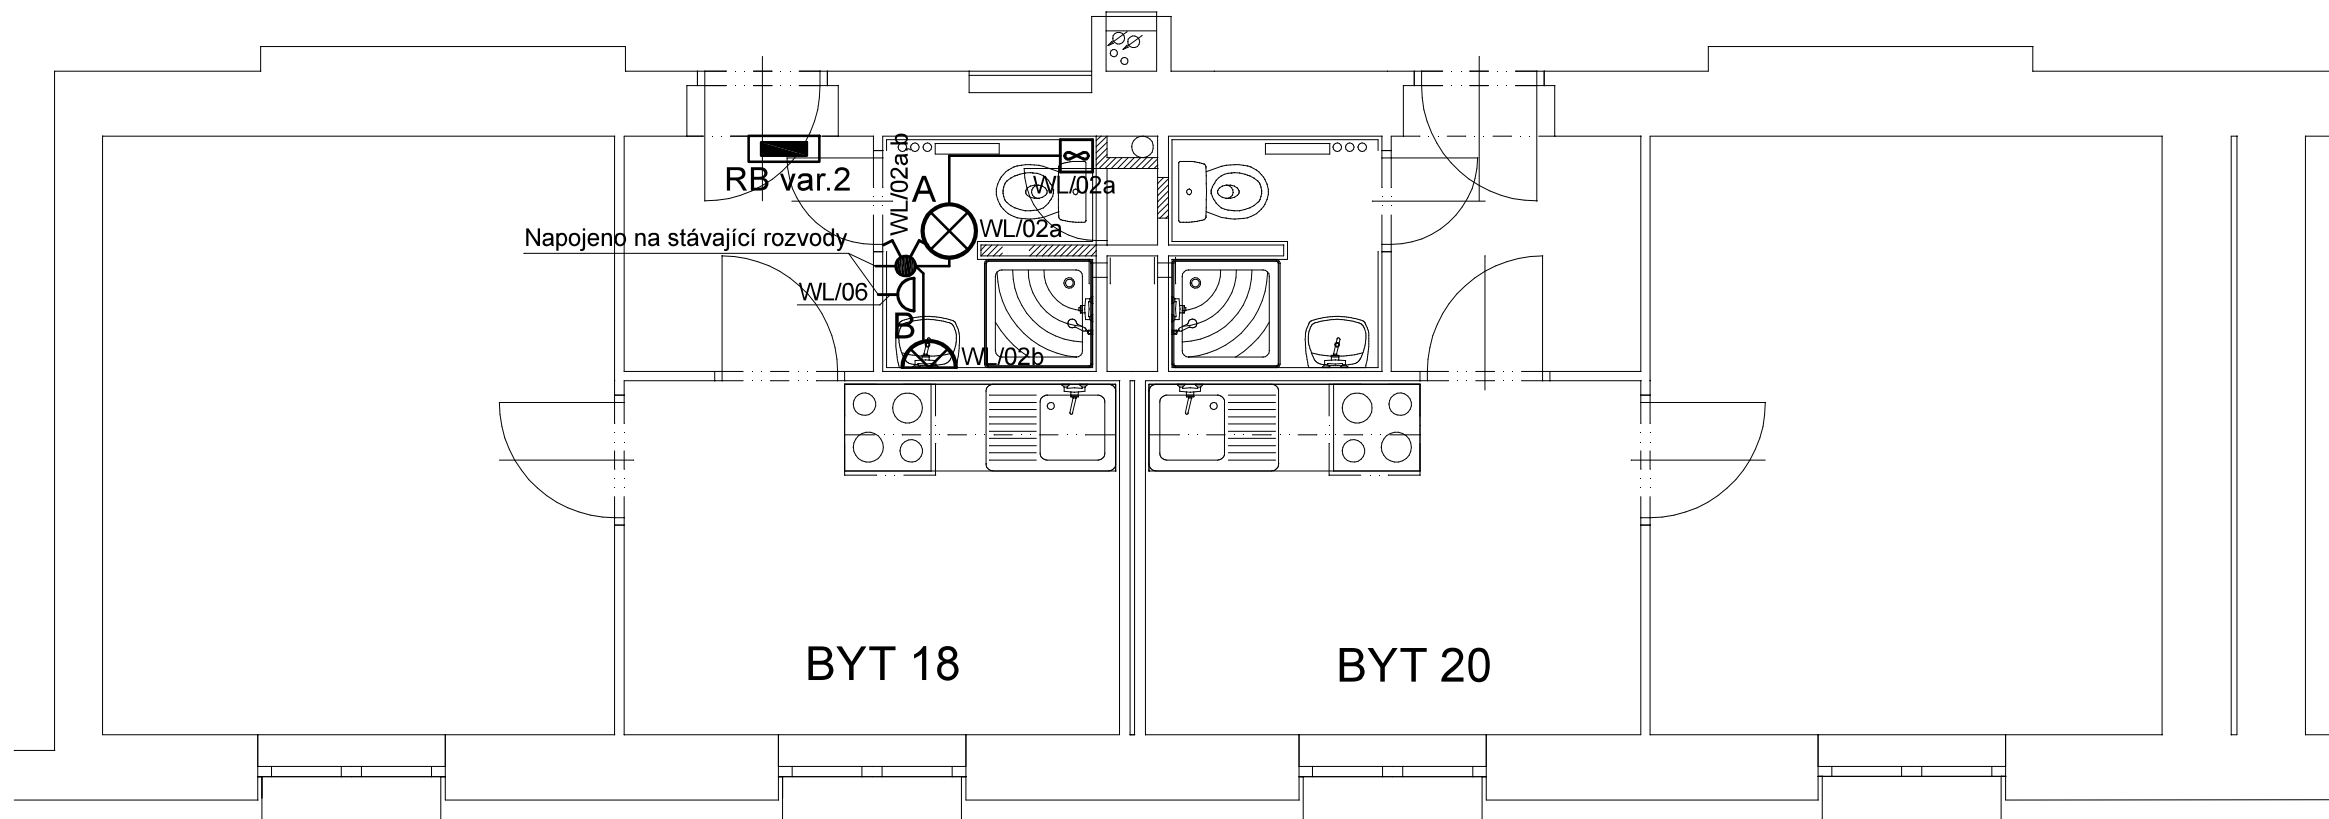 WL/02a,b
RB var.2
A
WL/02a
WL/02a
Napojeno na stávající rozvody
WL/06
B
WL/02b
BYT 18
BYT 20